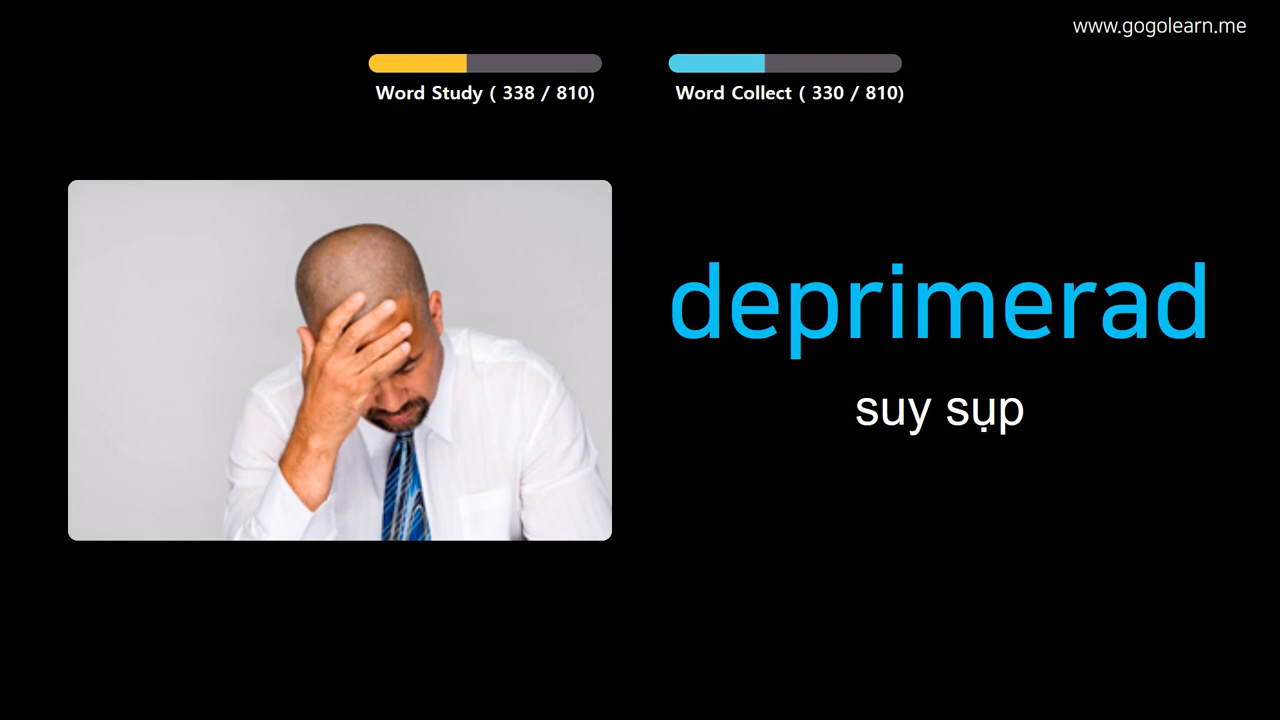 www.gogolearn.me
Word Study ( 338 / 810)
Word Collect ( 330 / 810)
deprimerad
suy sụp